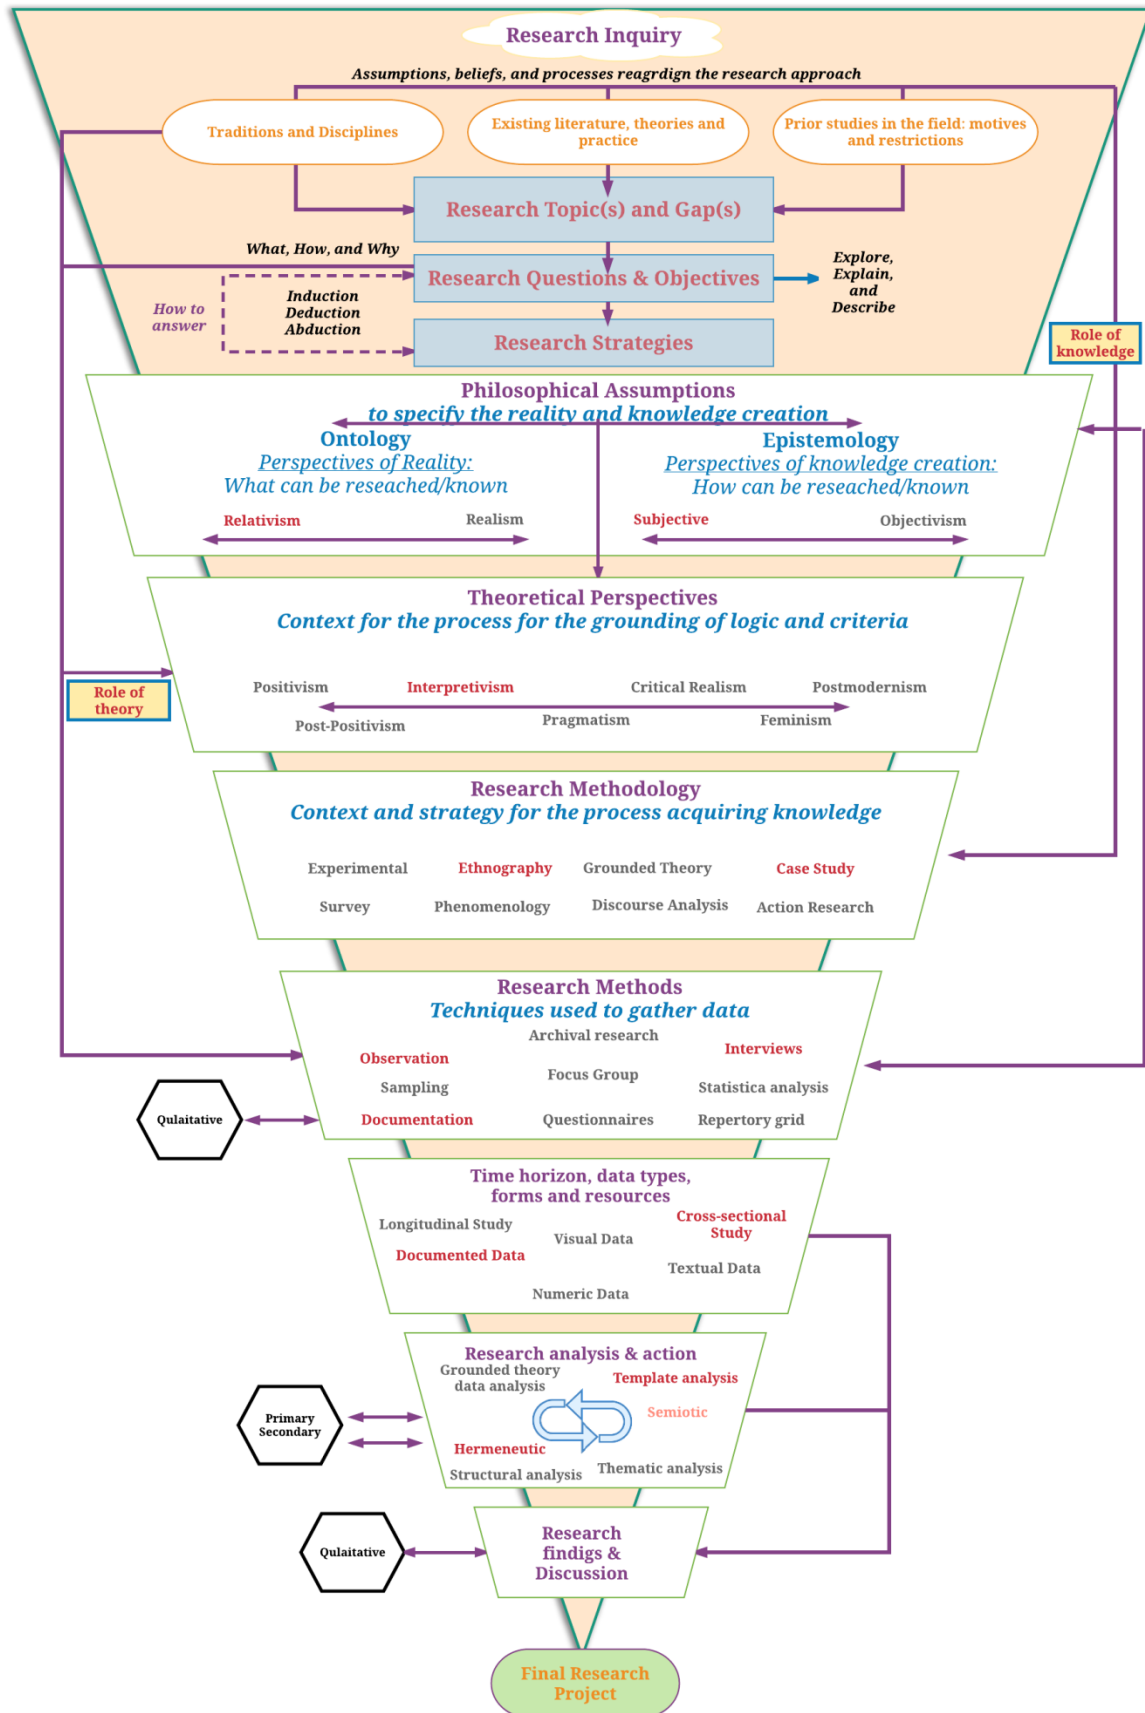 Research Inquiry
Assumptions, beliefs, and processes reagrdign the research approach
Traditions and Disciplines
Existing literature, theories and
practice
Prior studies in the field: motives
and restrictions
Research Topic(s) and Gap(s)
What, How, and Why
Research Questions & Objectives
Explore,
Explain,
and
Describe
How to
answer
Induction
Deduction
Abduction
Research Strategies
Role of
knowledge
Philosophical Assumptions
to specify the reality and knowledge creation
Ontology
Perspectives of Reality:
What can be reseached/known
Epistemology
Perspectives of knowledge creation:
How can be reseached/known
Relativism
Realism
Subjective
Objectivism
Theoretical Perspectives
Context for the process for the grounding of logic and criteria
Role of
theory
Positivism
Interpretivism
Critical Realism
Postmodernism
Post-Positivism
Pragmatism
Feminism
Research Methodology
Context and strategy for the process acquiring knowledge
Experimental
Ethnography
Grounded Theory
Case Study
Survey
Phenomenology
Discourse Analysis
Action Research
Research Methods
Techniques used to gather data
Archival research
Observation
Interviews
Focus Group
Sampling
Statistica analysis
Documentation
Questionnaires
Repertory grid
Qulaitative
Time horizon, data types,
forms and resources
Longitudinal Study
Cross-sectional
Study
Visual Data
Documented Data
Textual Data
Numeric Data
Research analysis & action
Grounded theory
data analysis
Template analysis
Semiotic
Hermeneutic
Structural analysis
Thematic analysis
Primary
Secondary
Research
findigs &
Discussion
Qulaitative
Final Research
Project